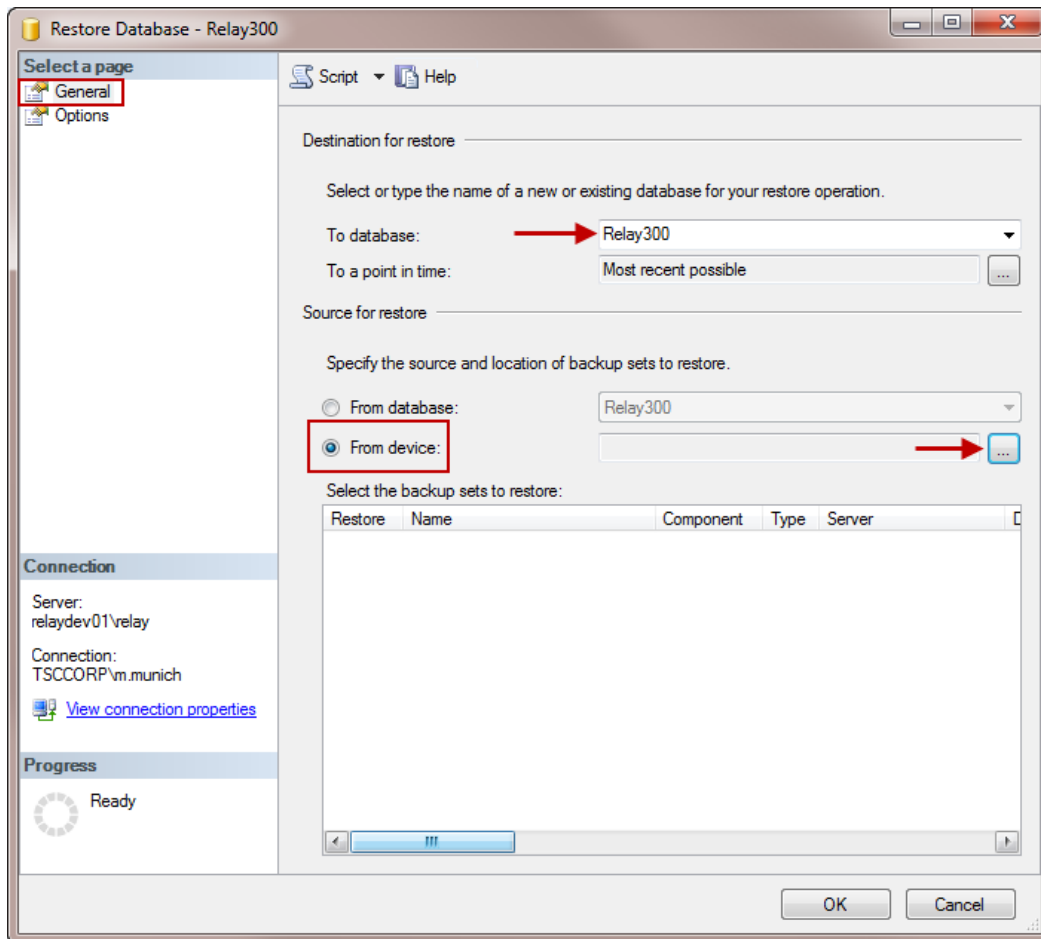 Restore Database - Relay300
Select a page
General
Options
Script
Help
Destination for restore
Select or type the name of a new or existing database for your restore operation.
To database:
Relay300
To a point in time:
Most recent possible
...
Source for restore
Specify the source and location of backup sets to restore.
From database:
Relay300
From device:
...
Select the backup sets to restore:
Restore Name Component Type Server
Connection
Server:
relaydev01\relay
Connection:
TSCCORP\m.munich
View connection properties
Progress
Ready
OK
Cancel